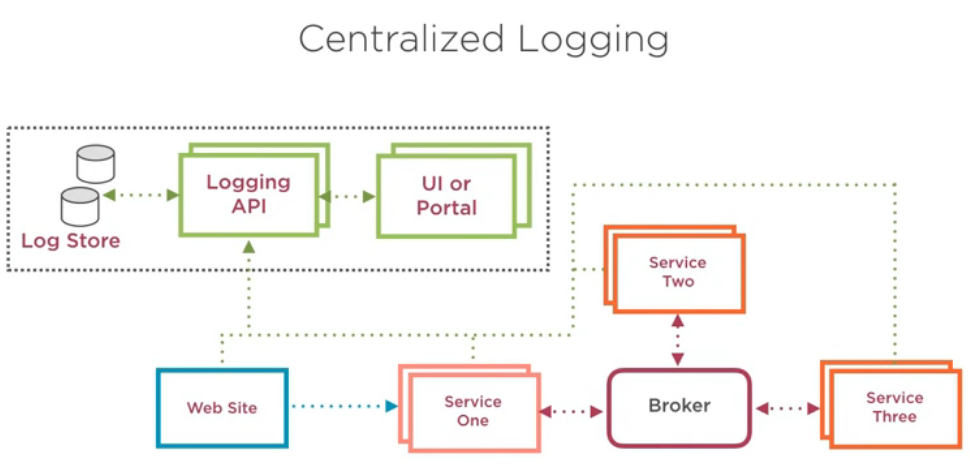 Centralized Logging
Logging
API
UI or
Portal
Log Store
Service
Two
Web Site
Service
One
Broker
Service
Three